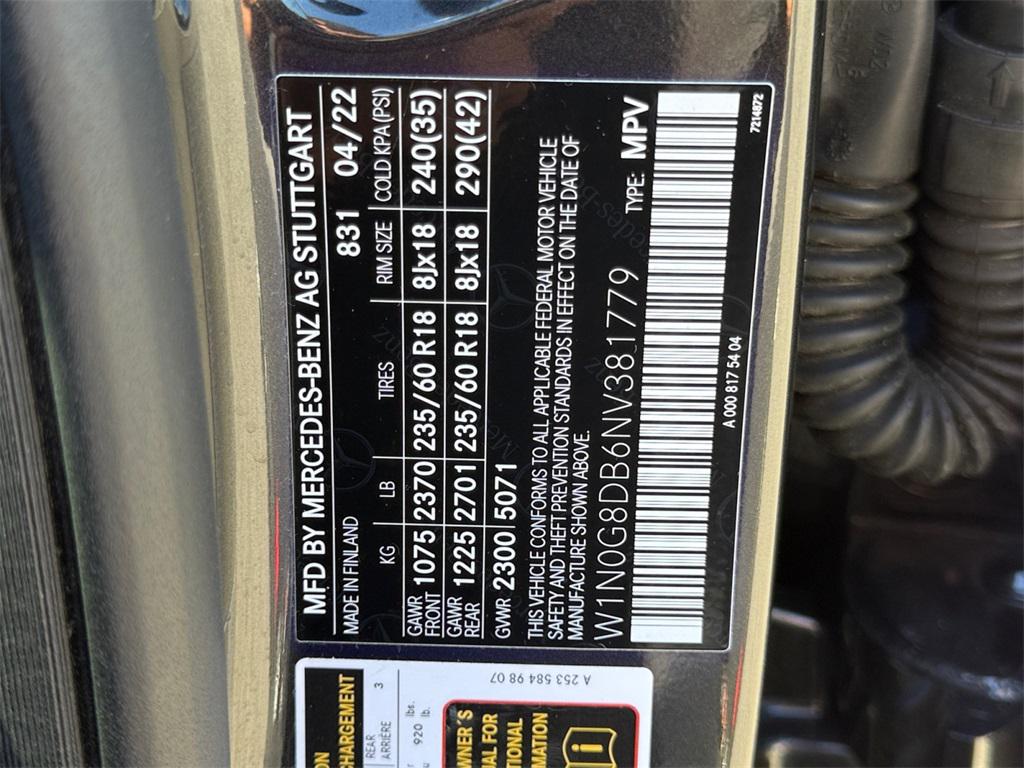 MFD BY MERCEDES-BENZ AG STUTTGART
MADE IN FINLAND 831 04/22
KG LB TIRES RIM SIZE COLD KPA(PSI)
GAWR FRONT 1075 2370 235/60 R18 8Jx18 240(35)
GAWR REAR 1225 2701 235/60 R18 8Jx18 290(42)
GVWR 2300 5071
THIS VEHICLE CONFORMS TO ALL APPLICABLE FEDERAL MOTOR VEHICLE
SAFETY AND THEFT PREVENTION STANDARDS IN EFFECT ON THE DATE OF
MANUFACTURE SHOWN ABOVE.
W1N0G8DB6NV381779 TYPE: MPV
A 000 817 54 04
7214872
CHARGEMENT
REAR
ARRIÈRE
3
lbs.
920 lb.
A 253 584 98 07